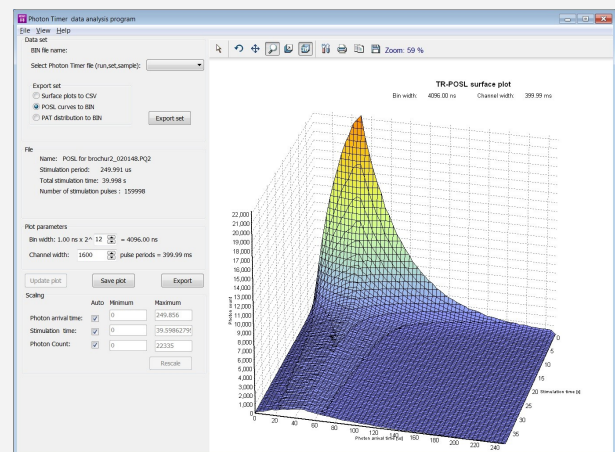 Photon Timer data analysis program
File View Help
Data set
BIN file name:
Select Photon Timer file (run,set,sample):
Export set
Surface plots to CSV
POSL curves to BIN
PAT distribution to BIN
Export set
File
Name: POSL for brochur2_020148.PQ2
Stimulation period: 249.991 us
Total stimulation time: 39.998 s
Number of stimulation pulses : 159998
Plot parameters
Bin width: 1.00 ns x 2^ 12 = 4096.00 ns
Channel width: 1600 pulse periods = 399.99 ms
Update plot Save plot Export
Scaling
Auto Minimum Maximum
Photon arrival time: 0 249.856
Stimulation time: 0 39.59862795
Photon Count: 0 22335
Rescale
Zoom: 59 %
TR-POSL surface plot
Bin width: 4096.00 ns Channel width: 399.99 ms
22,000
21,000
20,000
19,000
18,000
17,000
16,000
15,000
14,000
13,000
12,000
11,000
10,000
9,000
8,000
7,000
6,000
5,000
4,000
3,000
2,000
1,000
0
Photon count
0 20 40 60 80 100 120 140 160 180 200 220 240
Photon arrival time [us]
0
5
10
15
20 Stimulation time [s]
25
30
35